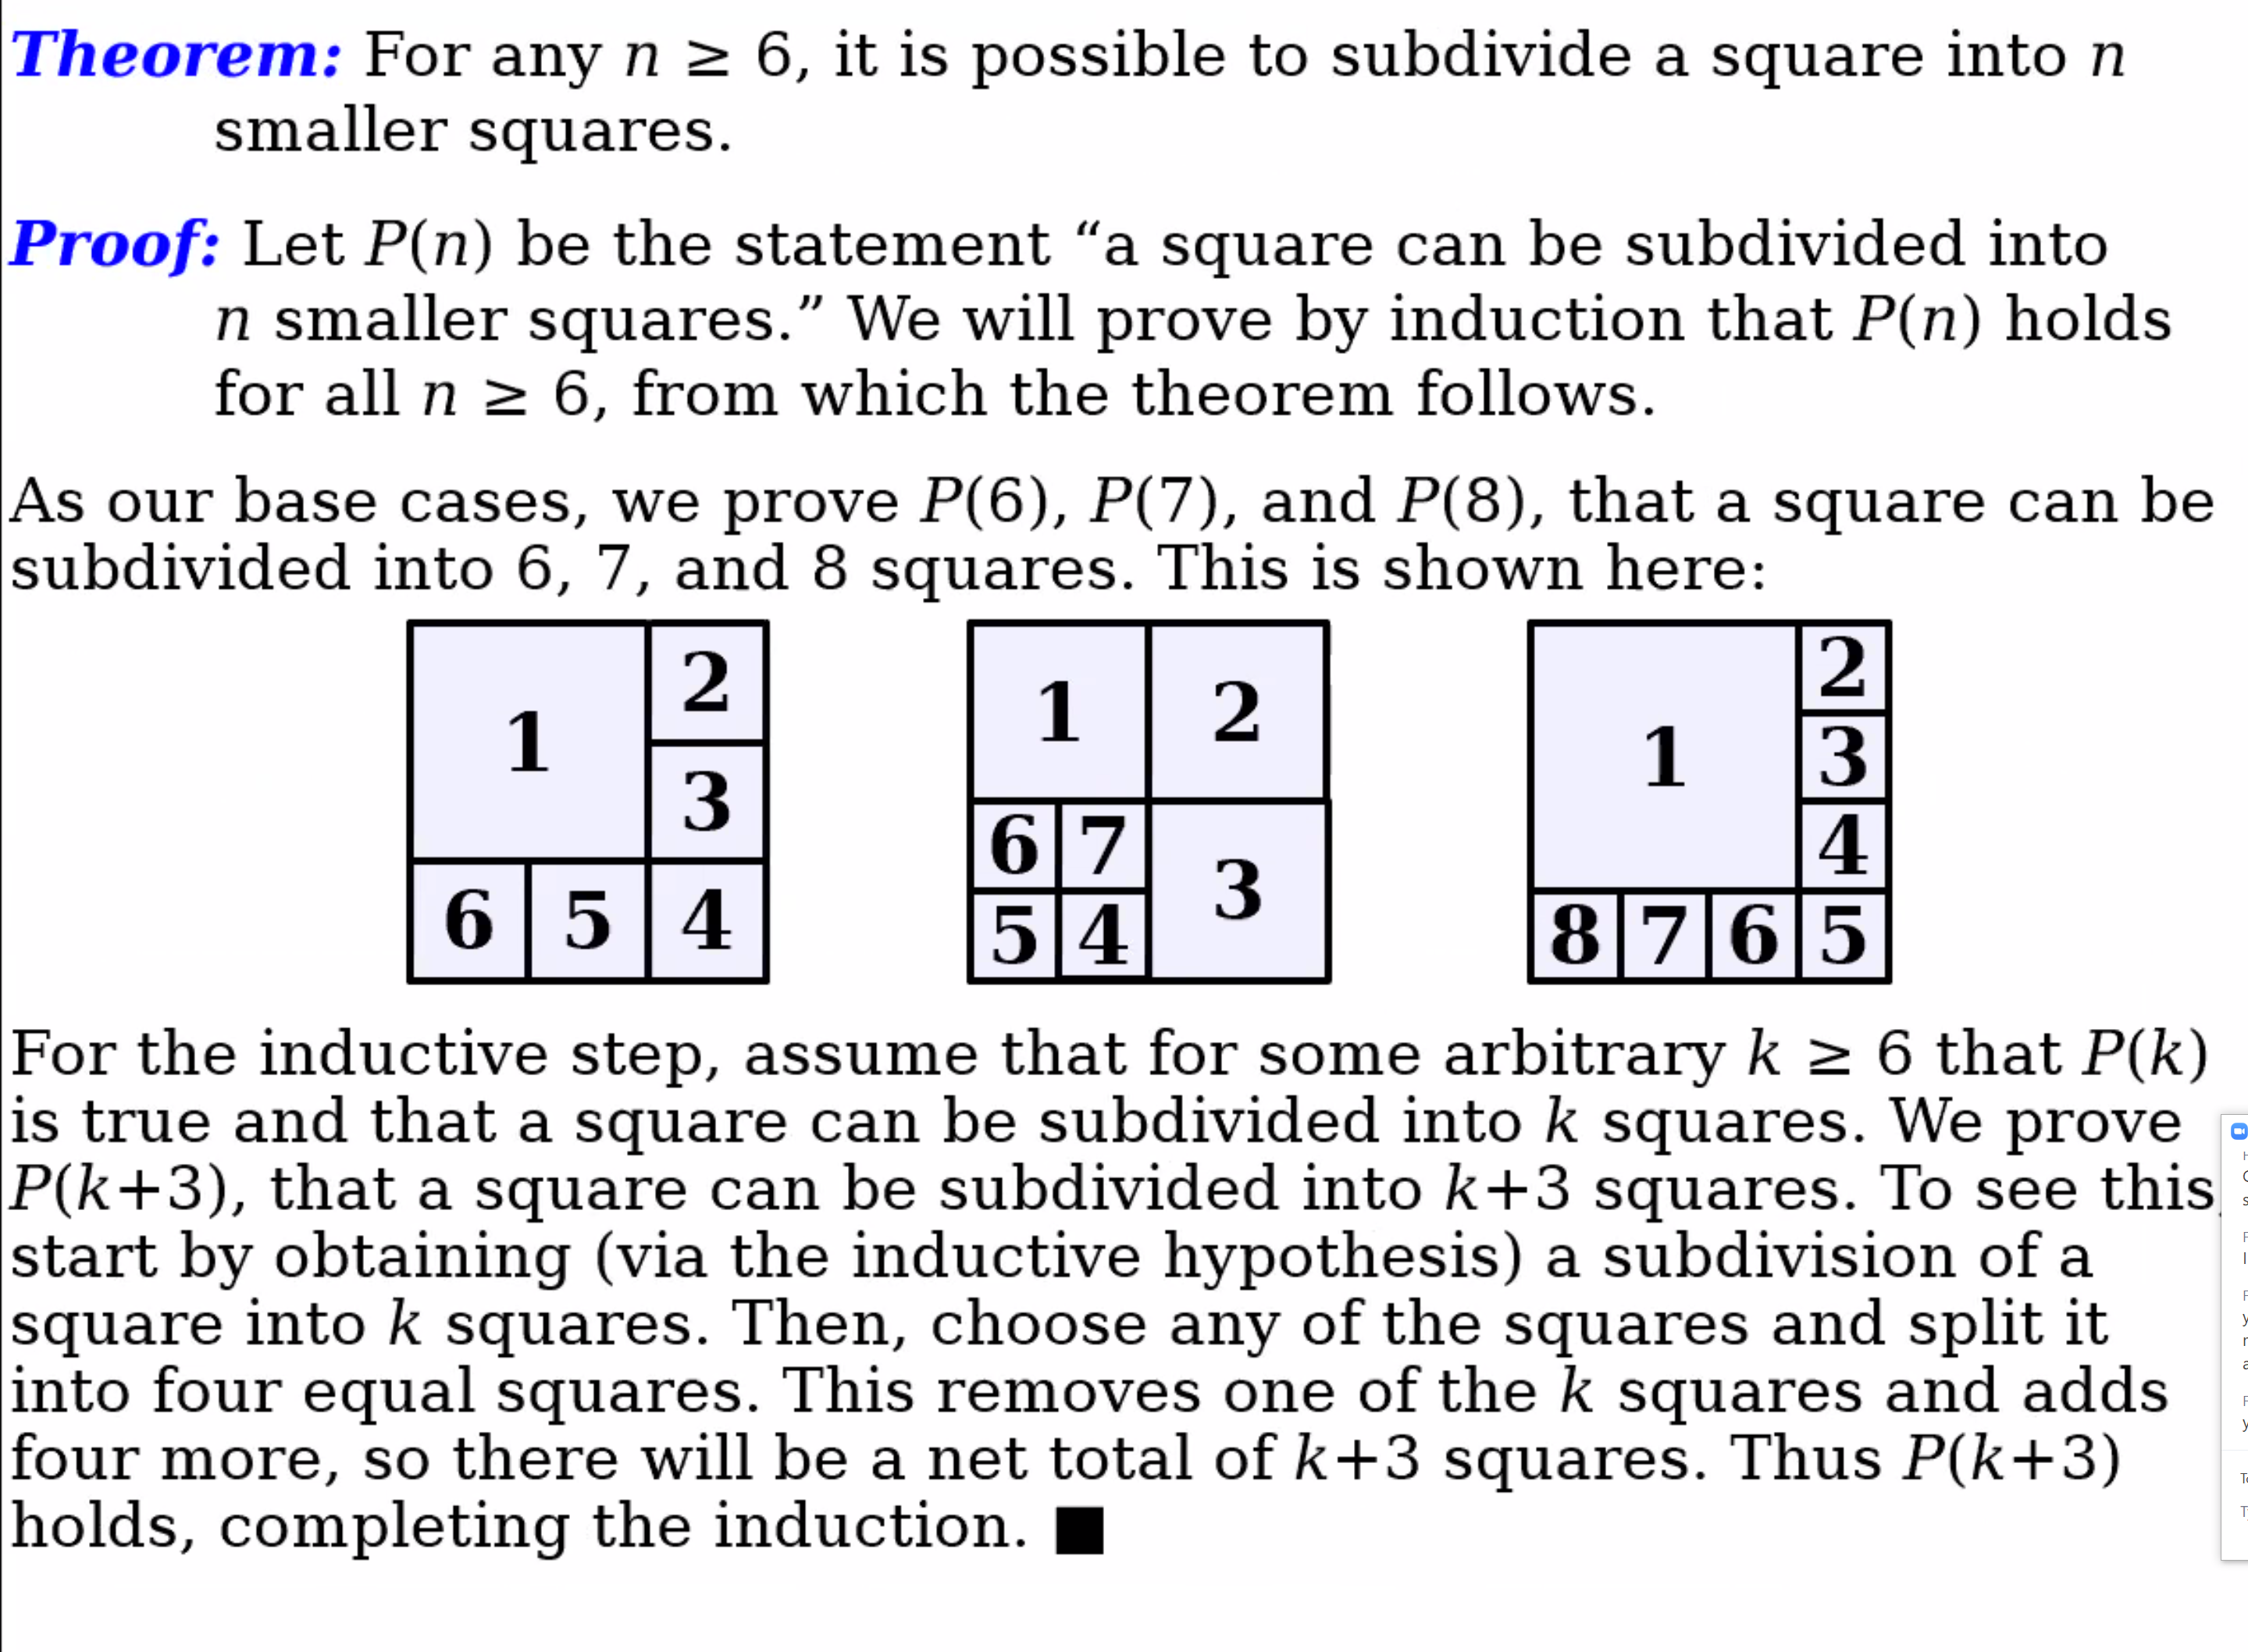 Theorem: For any n ≥ 6, it is possible to subdivide a square into n
smaller squares.
Proof: Let P(n) be the statement “a square can be subdivided into
n smaller squares.” We will prove by induction that P(n) holds
for all n ≥ 6, from which the theorem follows.
As our base cases, we prove P(6), P(7), and P(8), that a square can be
subdivided into 6, 7, and 8 squares. This is shown here:
1
2
3
6 5 4
1 2
6 7
3
5 4
1
2
3
4
8 7 6 5
For the inductive step, assume that for some arbitrary k ≥ 6 that P(k)
is true and that a square can be subdivided into k squares. We prove
P(k+3), that a square can be subdivided into k+3 squares. To see this,
start by obtaining (via the inductive hypothesis) a subdivision of a
square into k squares. Then, choose any of the squares and split it
into four equal squares. This removes one of the k squares and adds
four more, so there will be a net total of k+3 squares. Thus P(k+3)
holds, completing the induction. ■